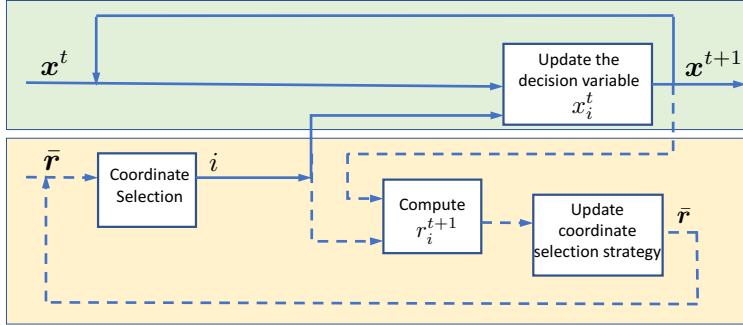 x^t
Update the
decision variable
x_i^t
x^{t+1}
r̄
Coordinate
Selection
i
Compute
r_i^{t+1}
Update
coordinate
selection strategy
r̄